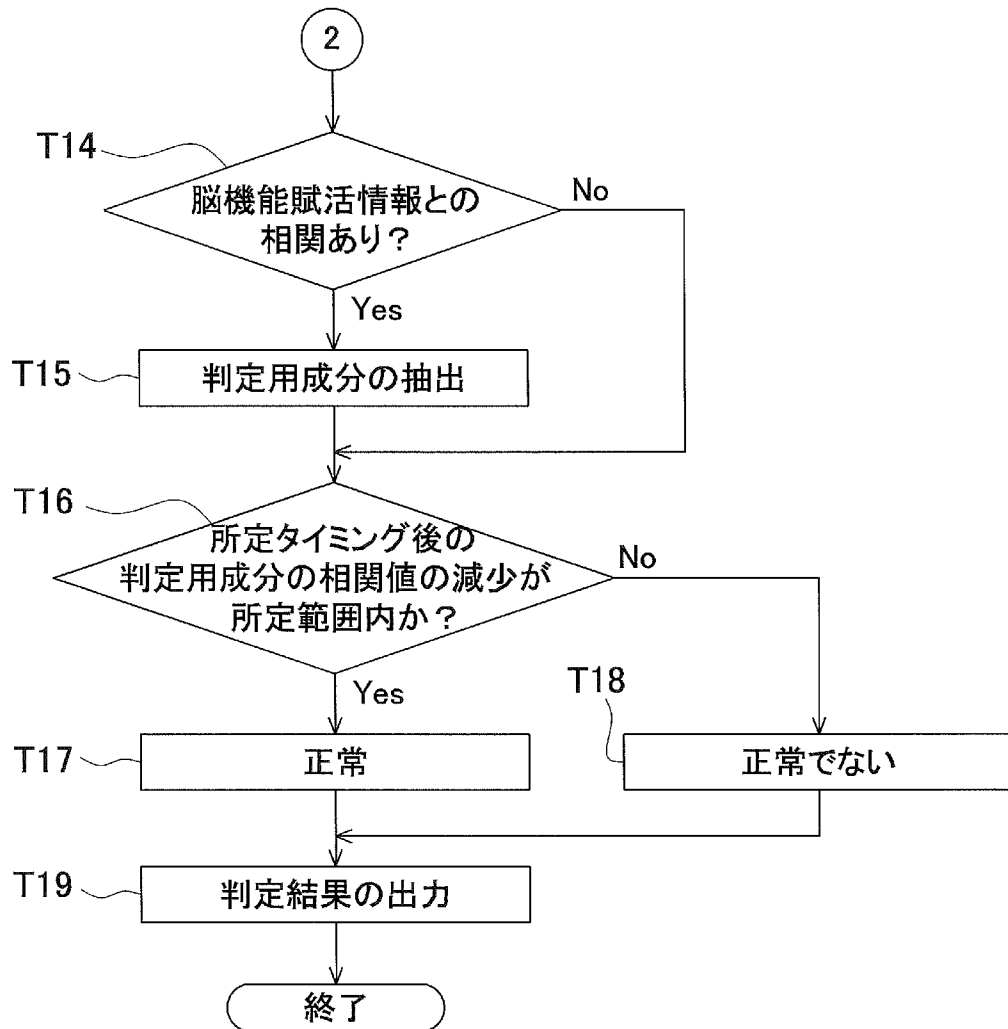 2
T14
脳機能賦活情報との
相関あり？
No
Yes
T15
判定用成分の抽出
T16
所定タイミング後の
判定用成分の相関値の減少が
所定範囲内か？
No
Yes
T18
T17
正常
正常でない
T19
判定結果の出力
終了